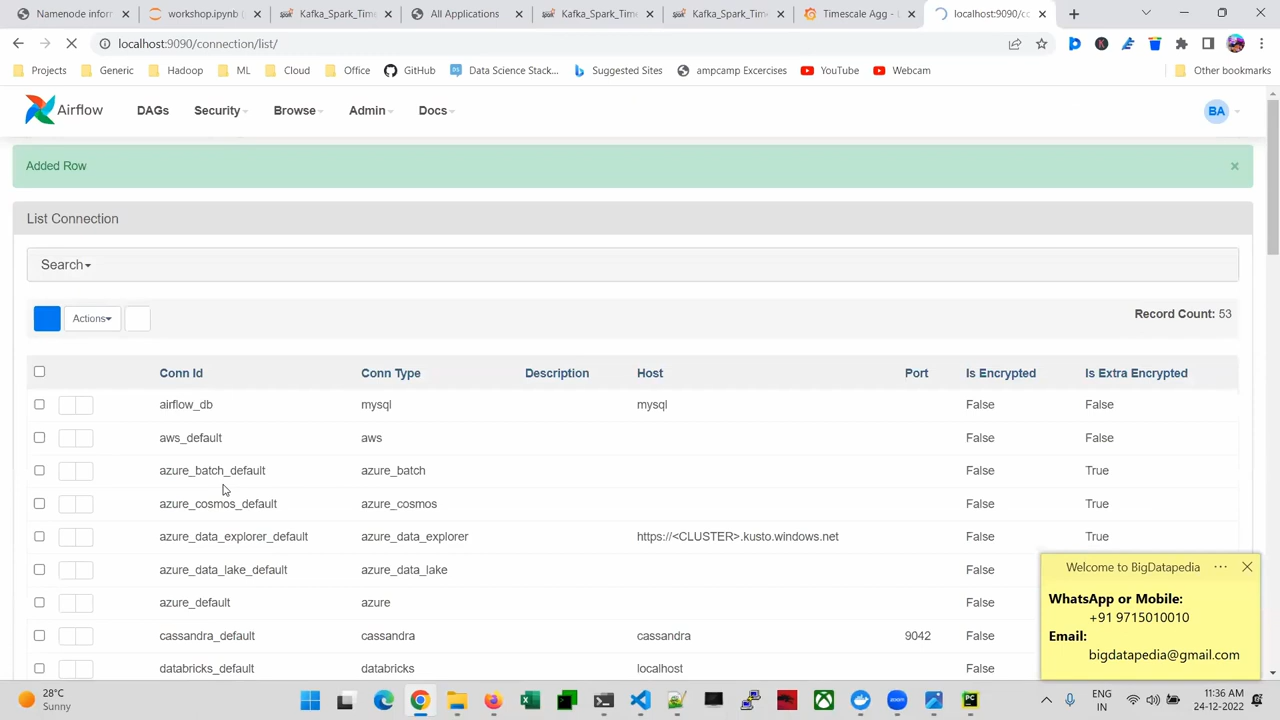 Namenode inform
workshop.ipynb
Kafka_Spark_Time
All Applications
Kafka_Spark_Time
Kafka_Spark_Time
Timescale Agg - 
localhost:9090/co
localhost:9090/connection/list/
Projects
Generic
Hadoop
ML
Cloud
Office
GitHub
Data Science Stack...
Suggested Sites
ampcamp Excercises
YouTube
Webcam
Other bookmarks
Airflow
DAGs
Security
Browse
Admin
Docs
BA
Added Row
×
List Connection
Search
Actions
Record Count: 53
Conn Id Conn Type Description Host Port Is Encrypted Is Extra Encrypted
airflow_db mysql mysql False False
aws_default aws False False
azure_batch_default azure_batch False True
azure_cosmos_default azure_cosmos False True
azure_data_explorer_default azure_data_explorer https://<CLUSTER>.kusto.windows.net False True
azure_data_lake_default azure_data_lake False
azure_default azure False
cassandra_default cassandra cassandra 9042 False
databricks_default databricks localhost False
Welcome to BigDatapedia
WhatsApp or Mobile:
+91 9715010010
Email:
bigdatapedia@gmail.com
28°C
Sunny
ENG
IN
11:36 AM
24-12-2022